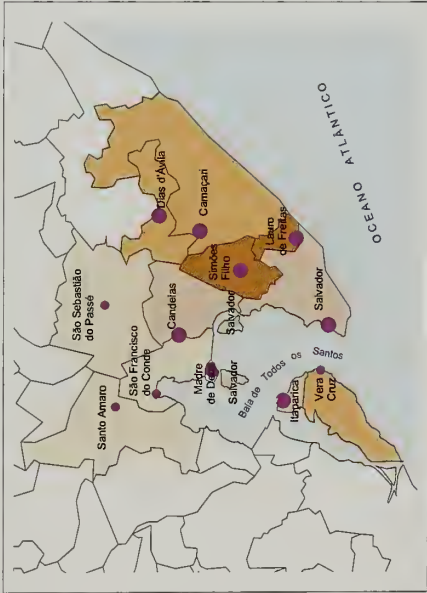 São Sebastião
do Passé
Santo Amaro
São Francisco
do Conde
Dias d'Ávila
Camaçari
Candeias
Simões
Filho
Lauro
de Freitas
Madre
de Deus
Salvador
Salvador
Salvador
Itaparica
Vera
Cruz
Baía de Todos os Santos
OCEANO ATLÂNTICO